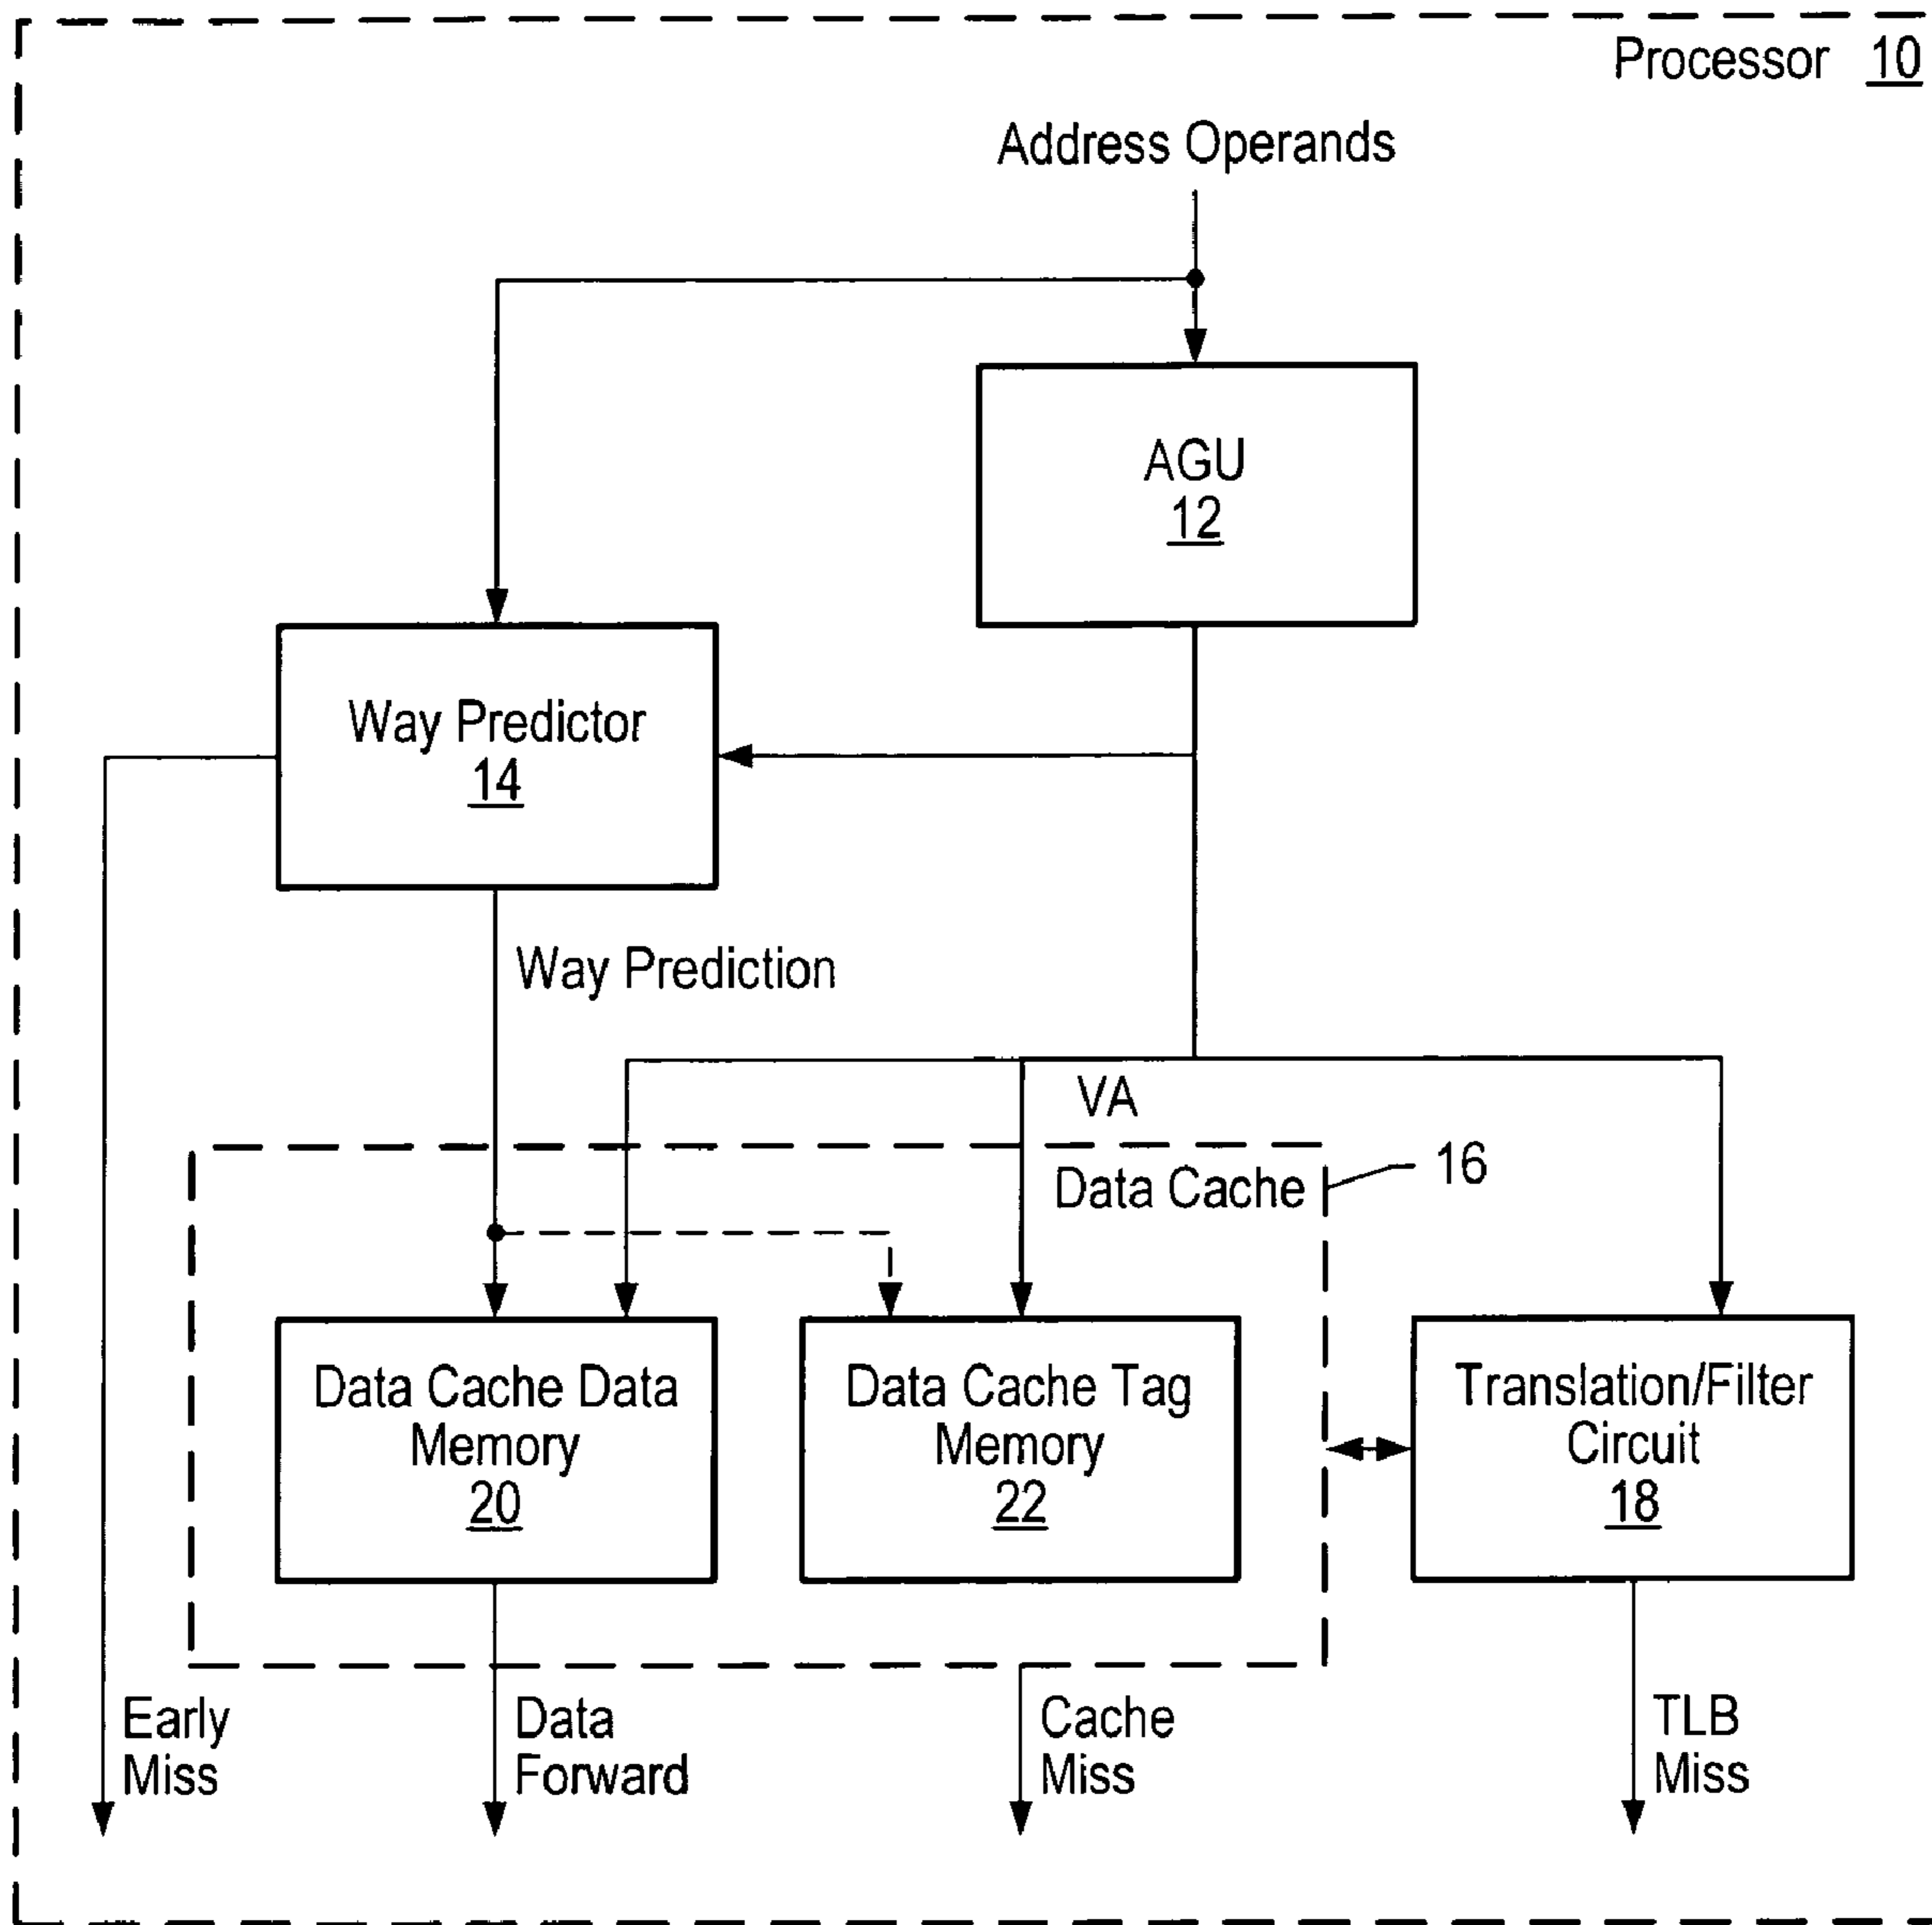 Processor 10
Address Operands
AGU
12
Way Predictor
14
Way Prediction
VA
Data Cache
16
Data Cache Data
Memory
20
Data Cache Tag
Memory
22
Translation/Filter
Circuit
18
Early
Miss
Data
Forward
Cache
Miss
TLB
Miss